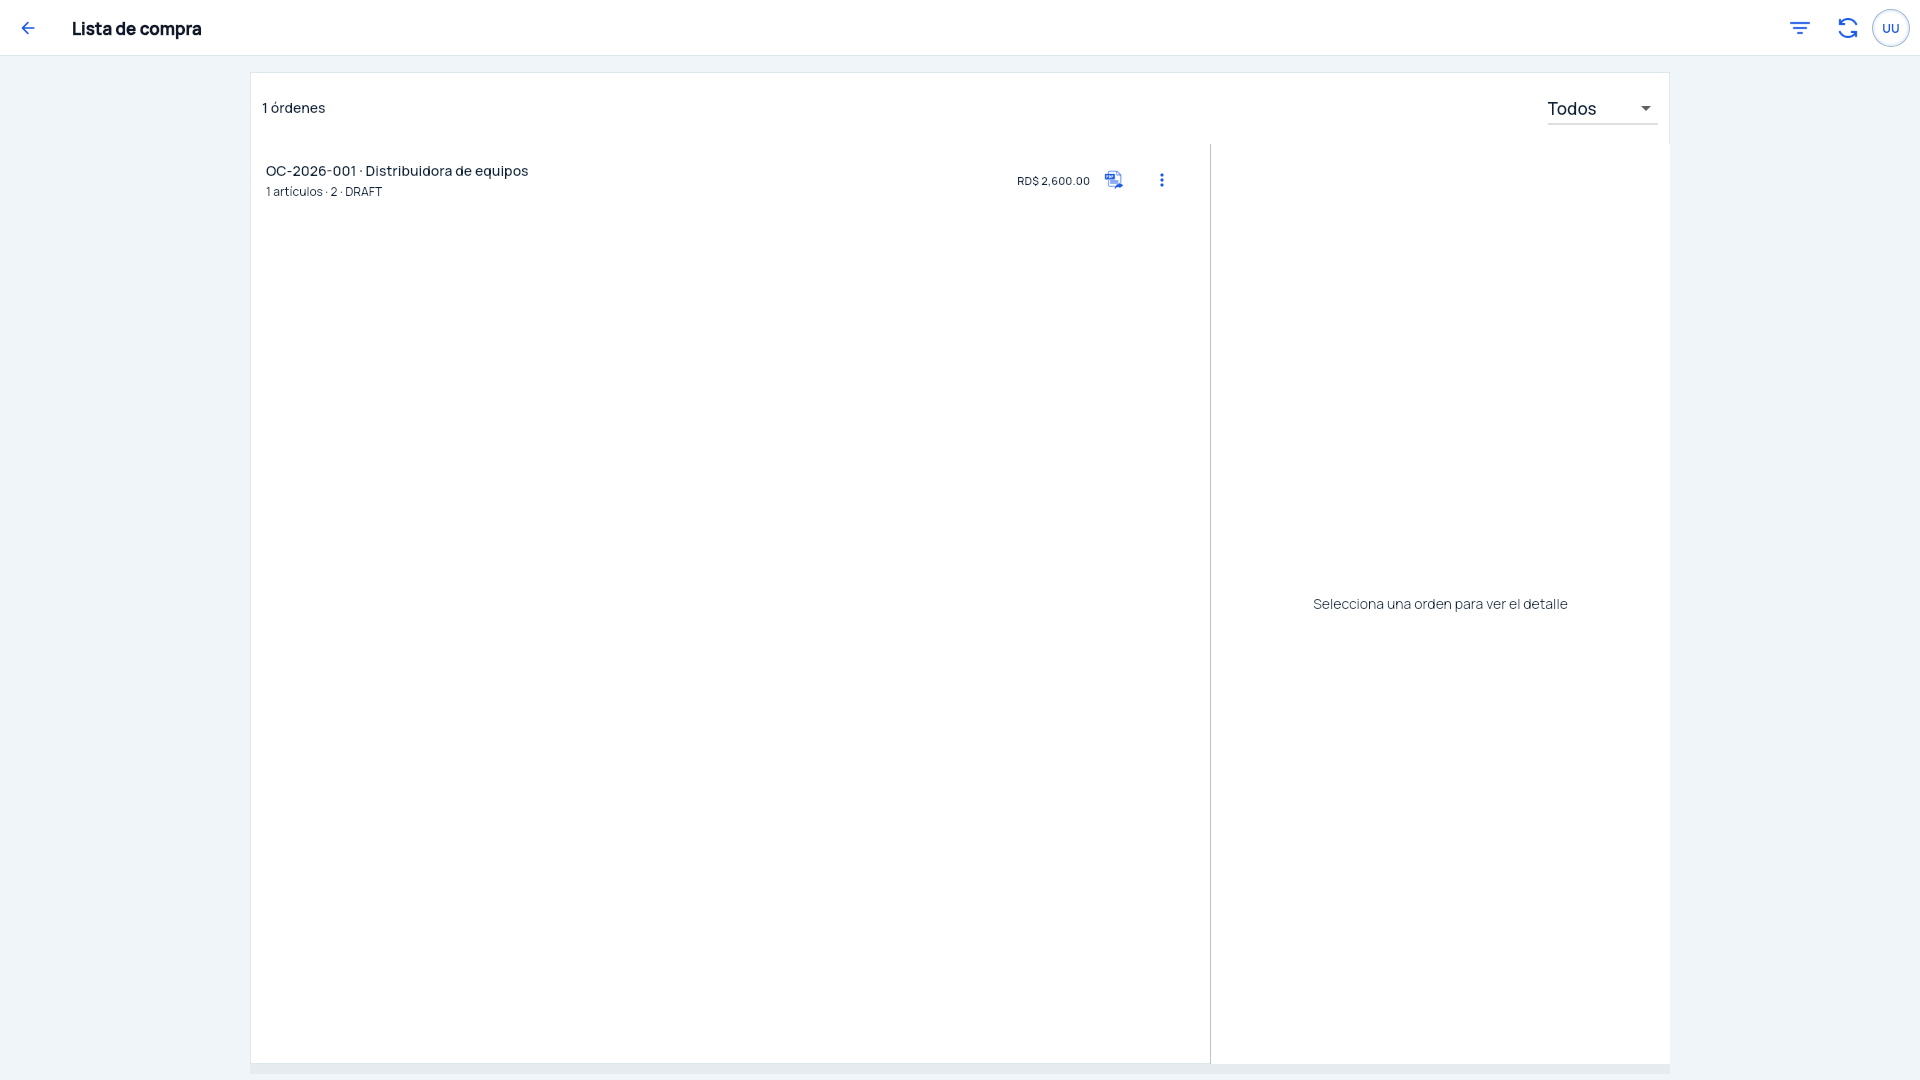 Lista de compra
UU
1 órdenes
Todos
OC-2026-001 · Distribuidora de equipos
1 artículos · 2 · DRAFT
RD$ 2,600.00
Selecciona una orden para ver el detalle